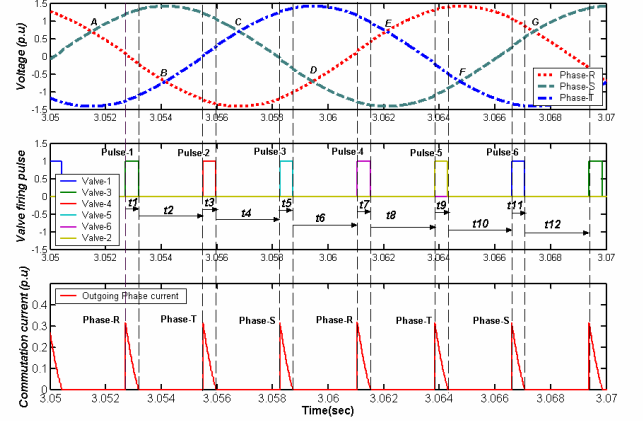 Voltage (p.u)
1.5
1
0.5
0
-0.5
-1
-1.5
A
B
C
D
E
F
G
Phase-R
Phase-S
Phase-T
3.05
3.052
3.054
3.056
3.058
3.06
3.062
3.064
3.066
3.068
3.07
Valve firing pulse
1.5
1
0.5
0
-0.5
-1
-1.5
Valve-1
Valve-3
Valve-4
Valve-5
Valve-6
Valve-2
Pulse-1
Pulse-2
Pulse-3
Pulse-4
Pulse-5
Pulse-6
t1
t2
t3
t4
t5
t6
t7
t8
t9
t10
t11
t12
3.05
3.052
3.054
3.056
3.058
3.06
3.062
3.064
3.066
3.068
3.07
Commutation current (p.u)
0.4
0.3
0.2
0.1
0
Outgoing Phase current
Phase-R
Phase-T
Phase-S
Phase-R
Phase-T
Phase-S
3.05
3.052
3.054
3.056
3.058
3.06
3.062
3.064
3.066
3.068
3.07
Time(sec)